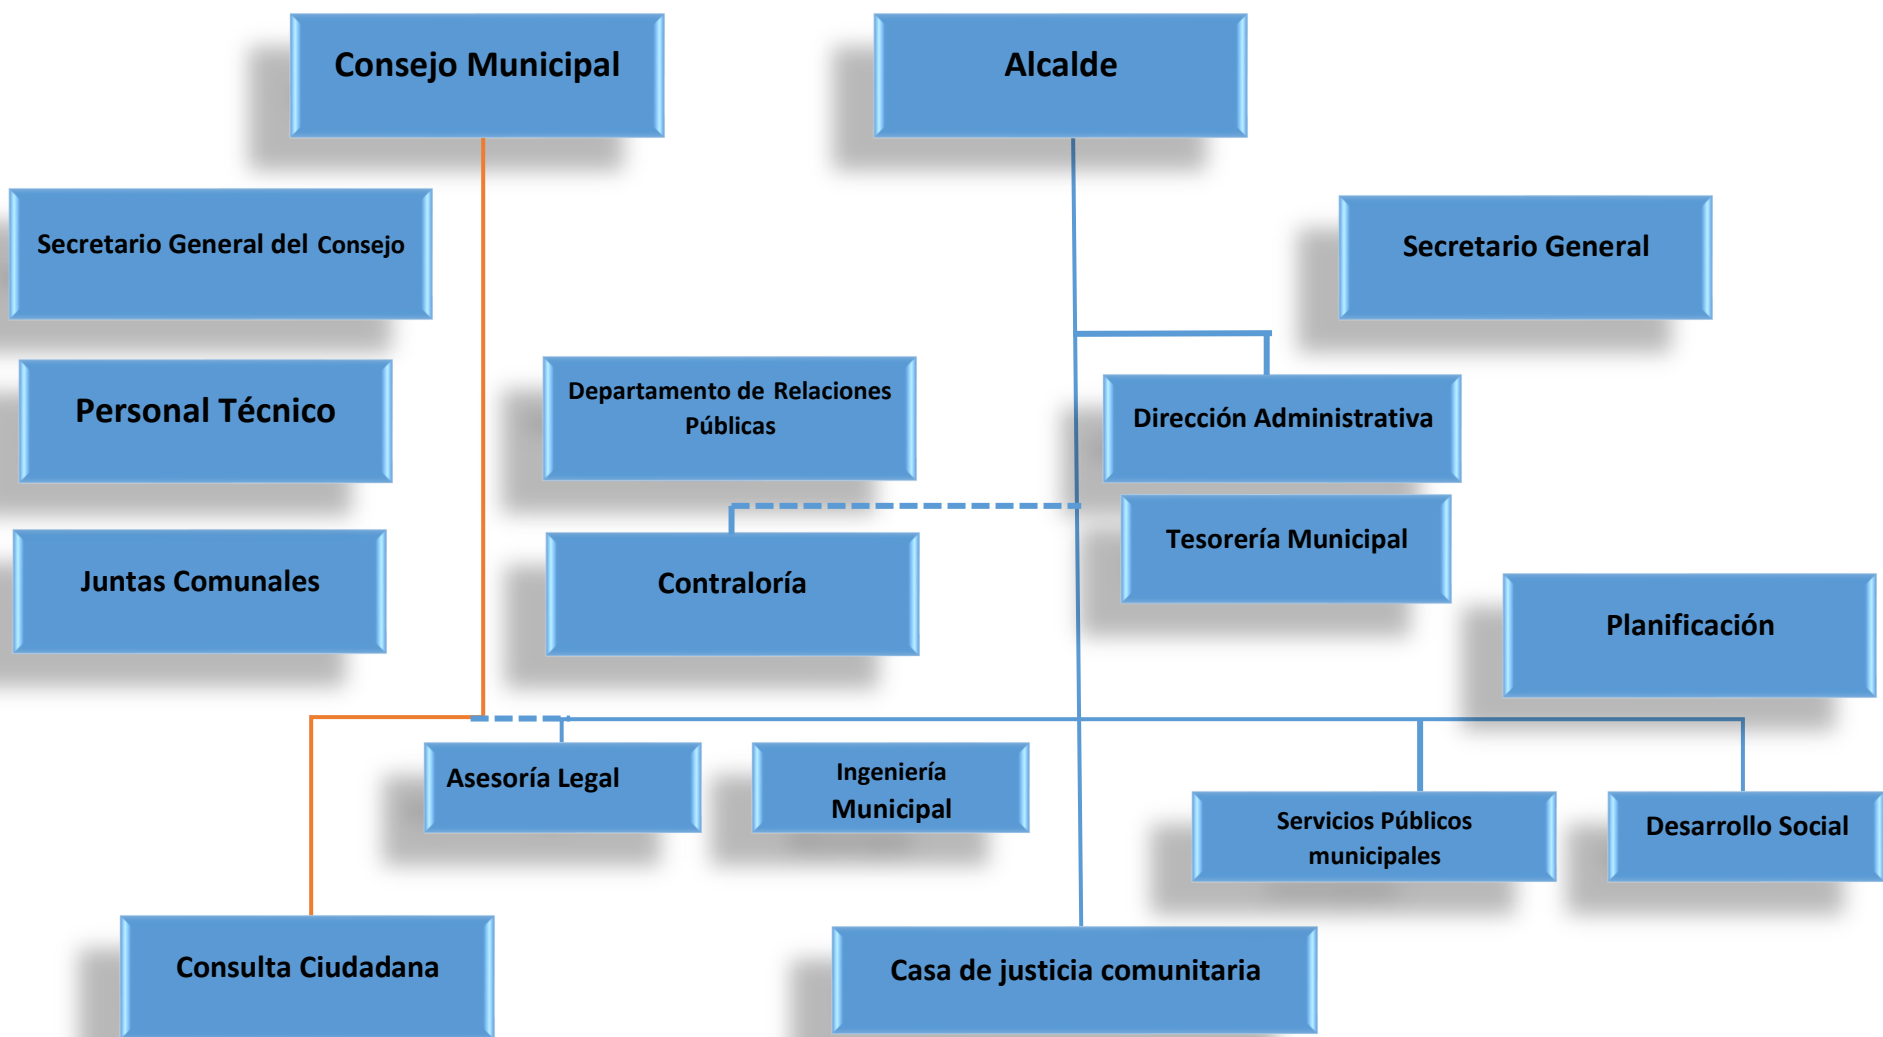 Consejo Municipal
Alcalde
Secretario General del Consejo
Secretario General
Personal Técnico
Departamento de Relaciones
Públicas
Dirección Administrativa
Tesorería Municipal
Juntas Comunales
Contraloría
Planificación
Asesoría Legal
Ingeniería
Municipal
Servicios Públicos
municipales
Desarrollo Social
Consulta Ciudadana
Casa de justicia comunitaria